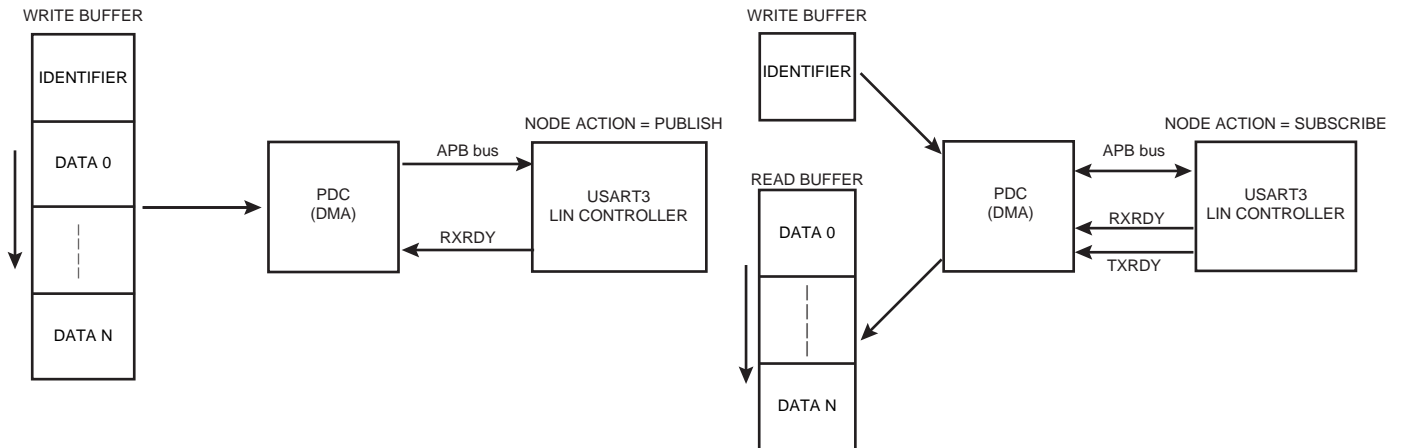 WRITE BUFFER
IDENTIFIER
DATA 0
DATA N
PDC
(DMA)
APB bus
RXRDY
NODE ACTION = PUBLISH
USART3
LIN CONTROLLER
WRITE BUFFER
IDENTIFIER
READ BUFFER
DATA 0
DATA N
PDC
(DMA)
APB bus
RXRDY
TXRDY
NODE ACTION = SUBSCRIBE
USART3
LIN CONTROLLER